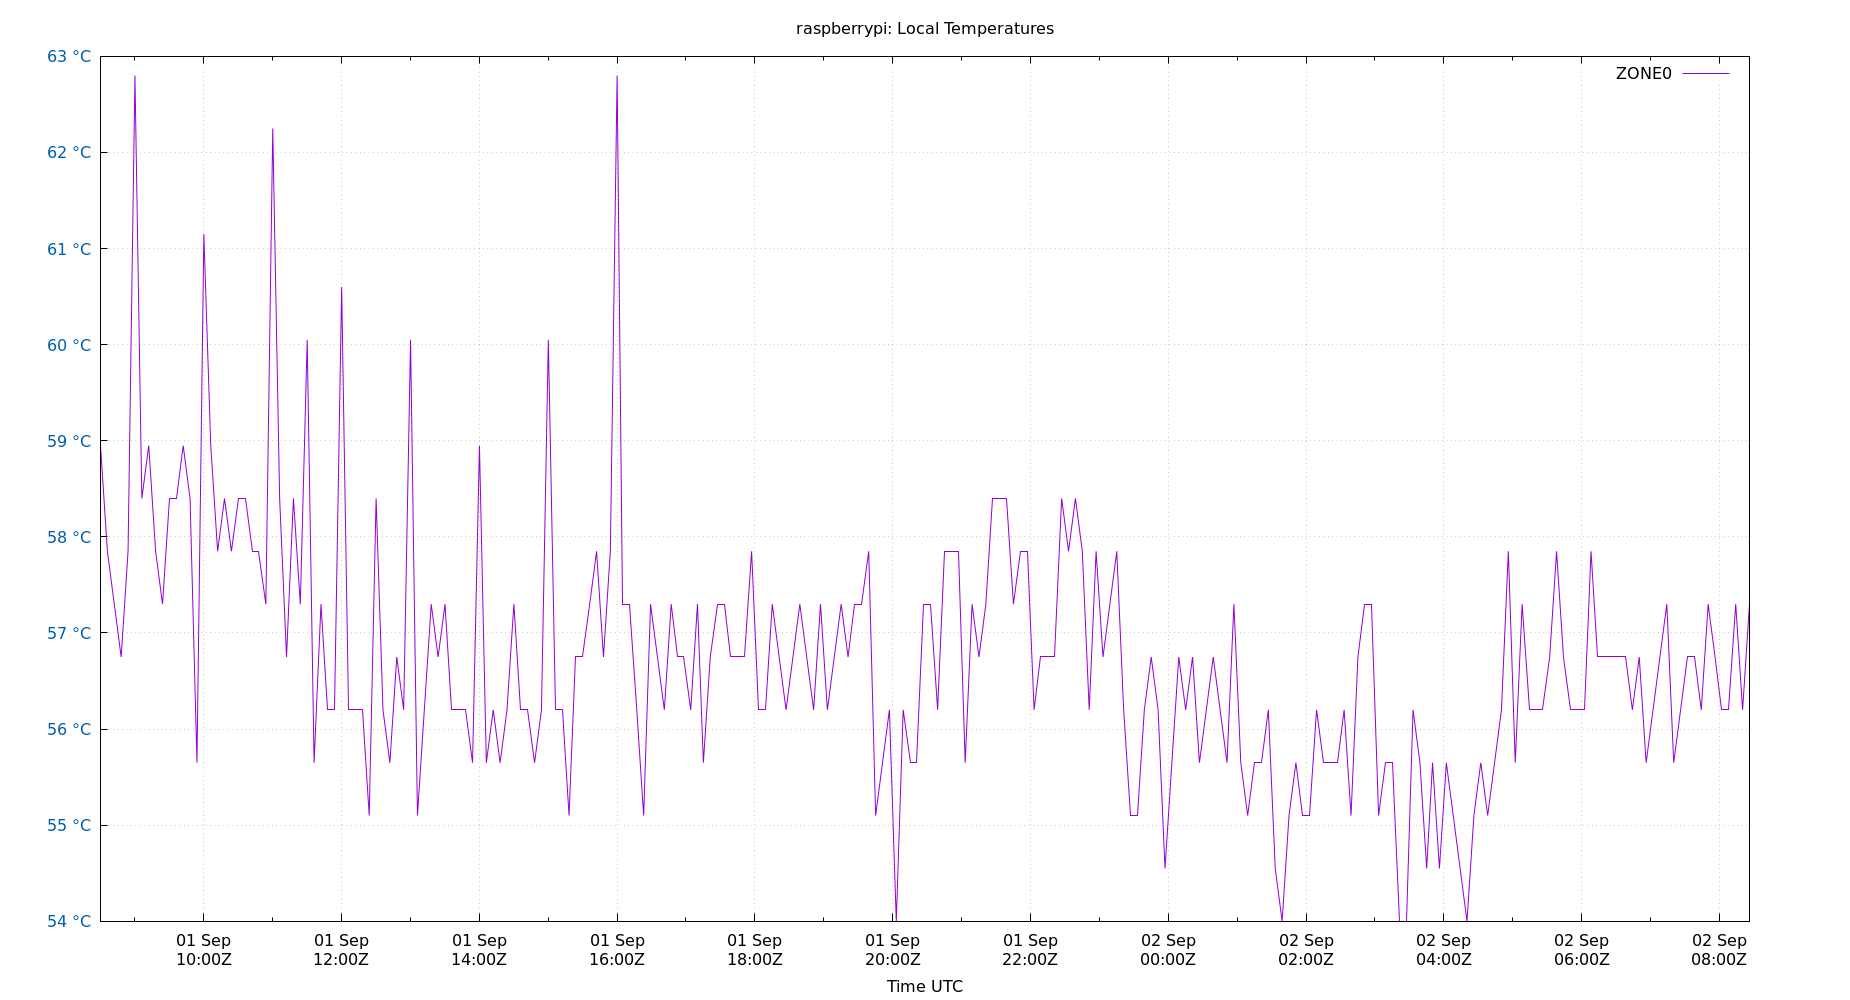 raspberrypi: Local Temperatures
63 °C
ZONE0
62 °C
61 °C
60 °C
59 °C
58 °C
57 °C
56 °C
55 °C
54 °C
01 Sep 01 Sep 01 Sep 01 Sep 01 Sep 01 Sep 01 Sep 02 Sep 02 Sep 02 Sep 02 Sep 02 Sep
10:00Z 12:00Z 14:00Z 16:00Z 18:00Z 20:00Z 22:00Z 00:00Z 02:00Z 04:00Z 06:00Z 08:00Z
Time UTC